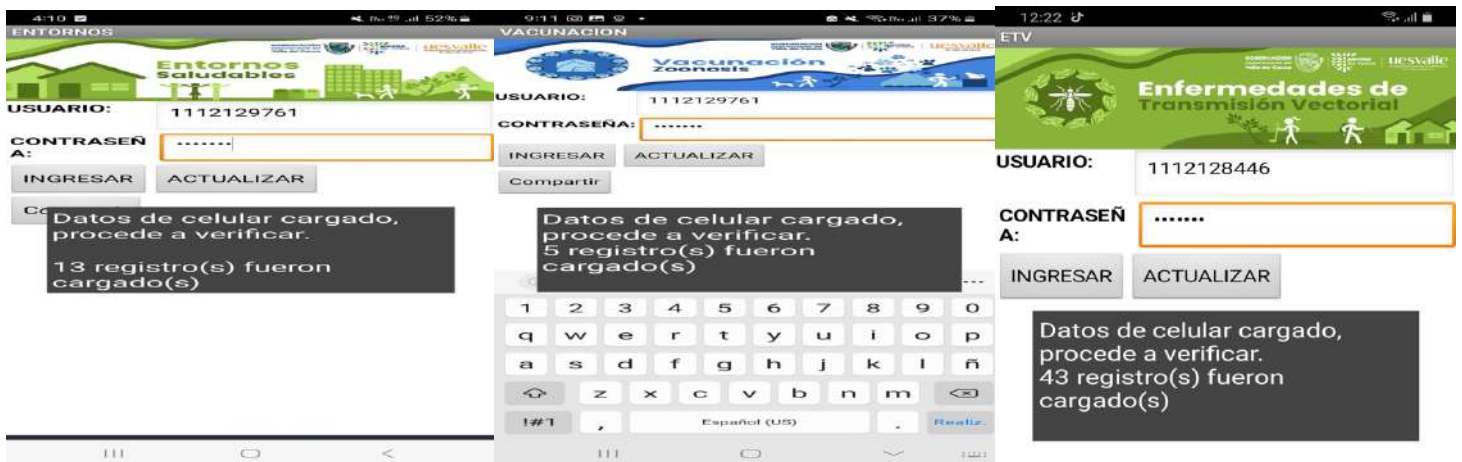 4:10
52%
ENTORNOS
uesvalle
Entornos
Saludables
USUARIO:
1112129761
CONTRASEÑ
A:
•••••••
INGRESAR
ACTUALIZAR
Datos de celular cargado,
procede a verificar.
13 registro(s) fueron
cargado(s)
9:11
37%
VACUNACION
uesvalle
Vacunación
Zoonosis
USUARIO:
1112129761
CONTRASEÑA:
•••••••
INGRESAR
ACTUALIZAR
Compartir
Datos de celular cargado,
procede a verificar.
5 registro(s) fueron
cargado(s)
1 2 3 4 5 6 7 8 9 0
q w e r t y u i o p
a s d f g h j k l ñ
z x c v b n m
!#1 , Español (US) . Realiz.
12:22
ETV
uesvalle
Enfermedades de
Transmisión Vectorial
USUARIO:
1112128446
CONTRASEÑ
A:
•••••••
INGRESAR
ACTUALIZAR
Datos de celular cargado,
procede a verificar.
43 registro(s) fueron
cargado(s)